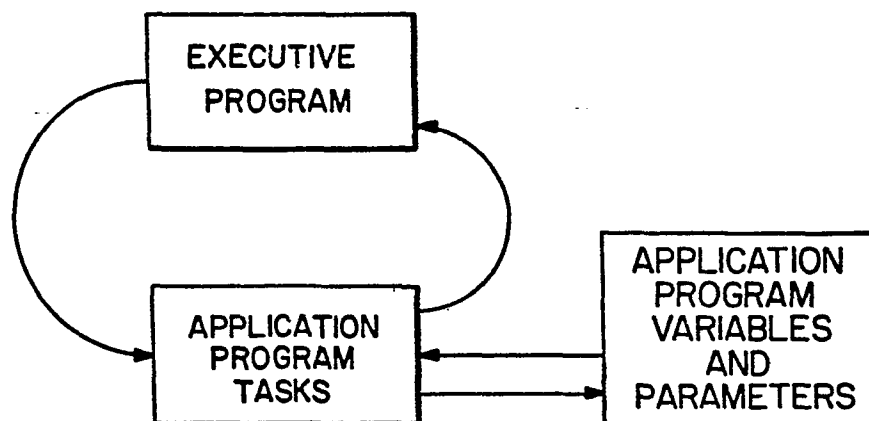 EXECUTIVE
PROGRAM
APPLICATION
PROGRAM
TASKS
APPLICATION
PROGRAM
VARIABLES
AND
PARAMETERS